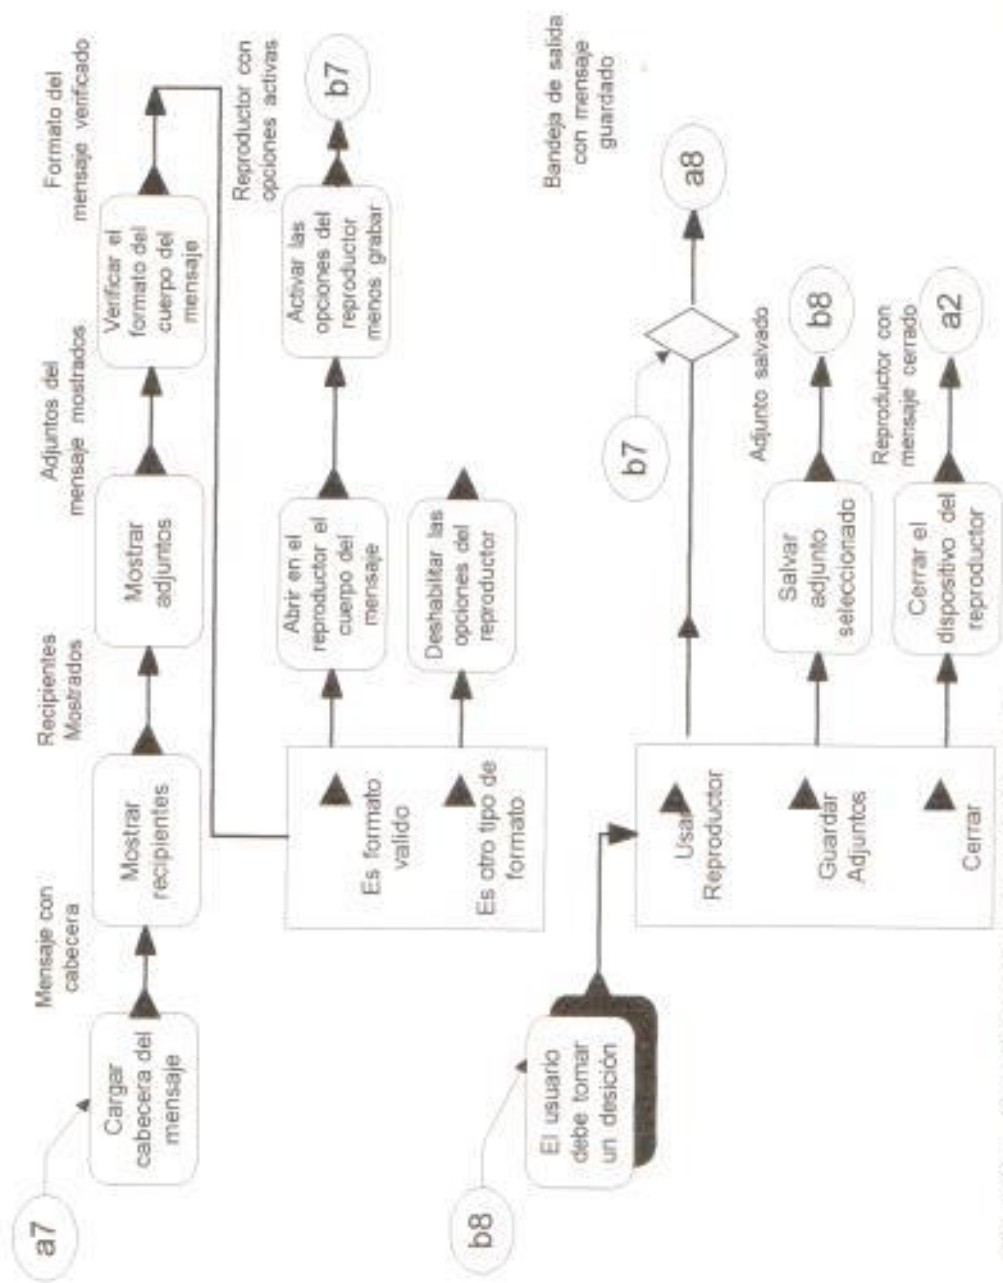 a7
Cargar
cabecera del
mensaje
Mensaje con
cabecera
Mostrar
recipientes
Recipientes
Mostrados
Mostrar
adjuntos
Adjuntos del
mensaje mostrados
Verificar el
formato del
cuerpo del
mensaje
Formato del
mensaje verificado
Es formato
valido
Es otro tipo de
formato
Abrir en el
reproductor el
cuerpo del
mensaje
Deshabilitar las
opciones del
reproductor
Activar las
opciones del
reproductor
menos grabar
Reproductor con
opciones activas
b7
b8
El usuario
debe tomar
un desición
Usar
Reproductor
Guardar
Adjuntos
Cerrar
b7
Bandeja de salida
con mensaje
guardado
a8
Salvar
adjunto
seleccionado
Adjunto salvado
b8
Cerrar el
dispositivo del
reproductor
Reproductor con
mensaje cerrado
a2